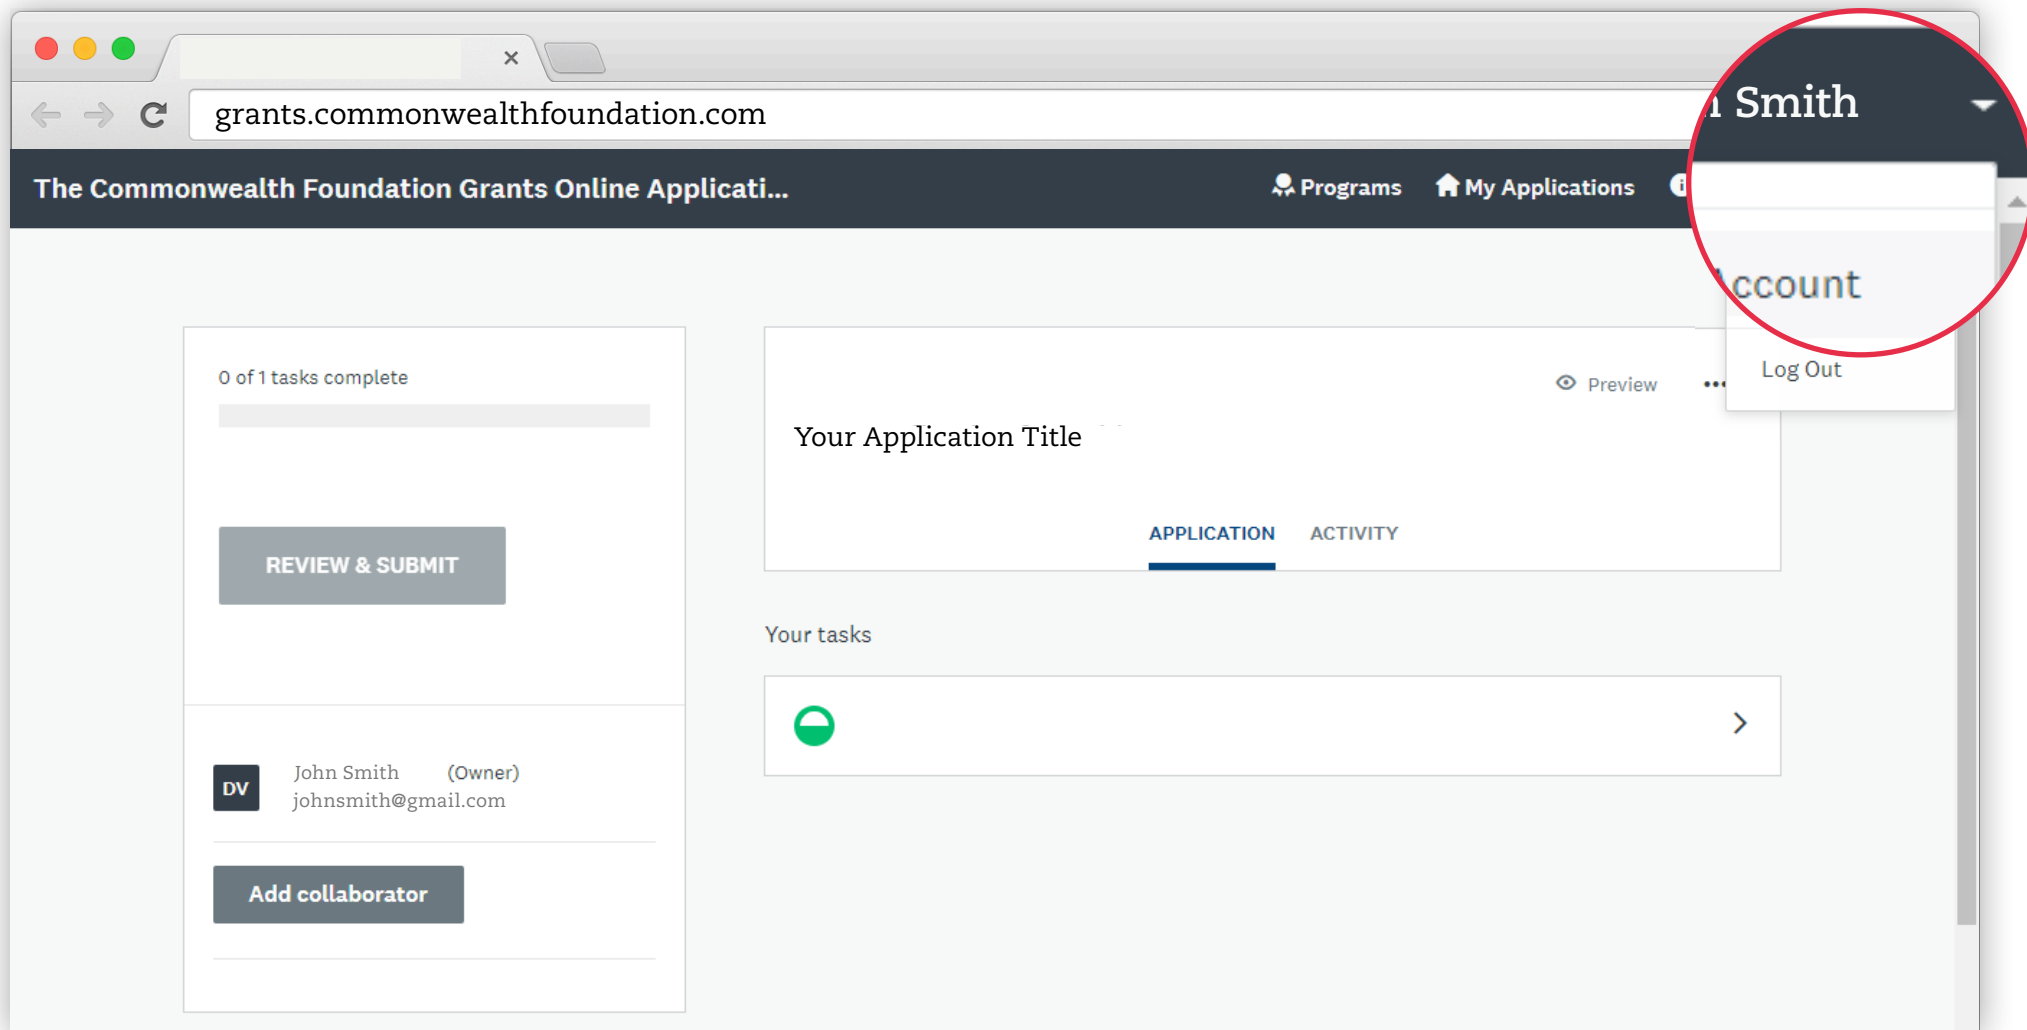 grants.commonwealthfoundation.com
Smith
The Commonwealth Foundation Grants Online Applicati...
Programs
My Applications
ccount
Log Out
0 of 1 tasks complete
Preview
Your Application Title
REVIEW & SUBMIT
APPLICATION ACTIVITY
Your tasks
DV
John Smith (Owner)
johnsmith@gmail.com
Add collaborator